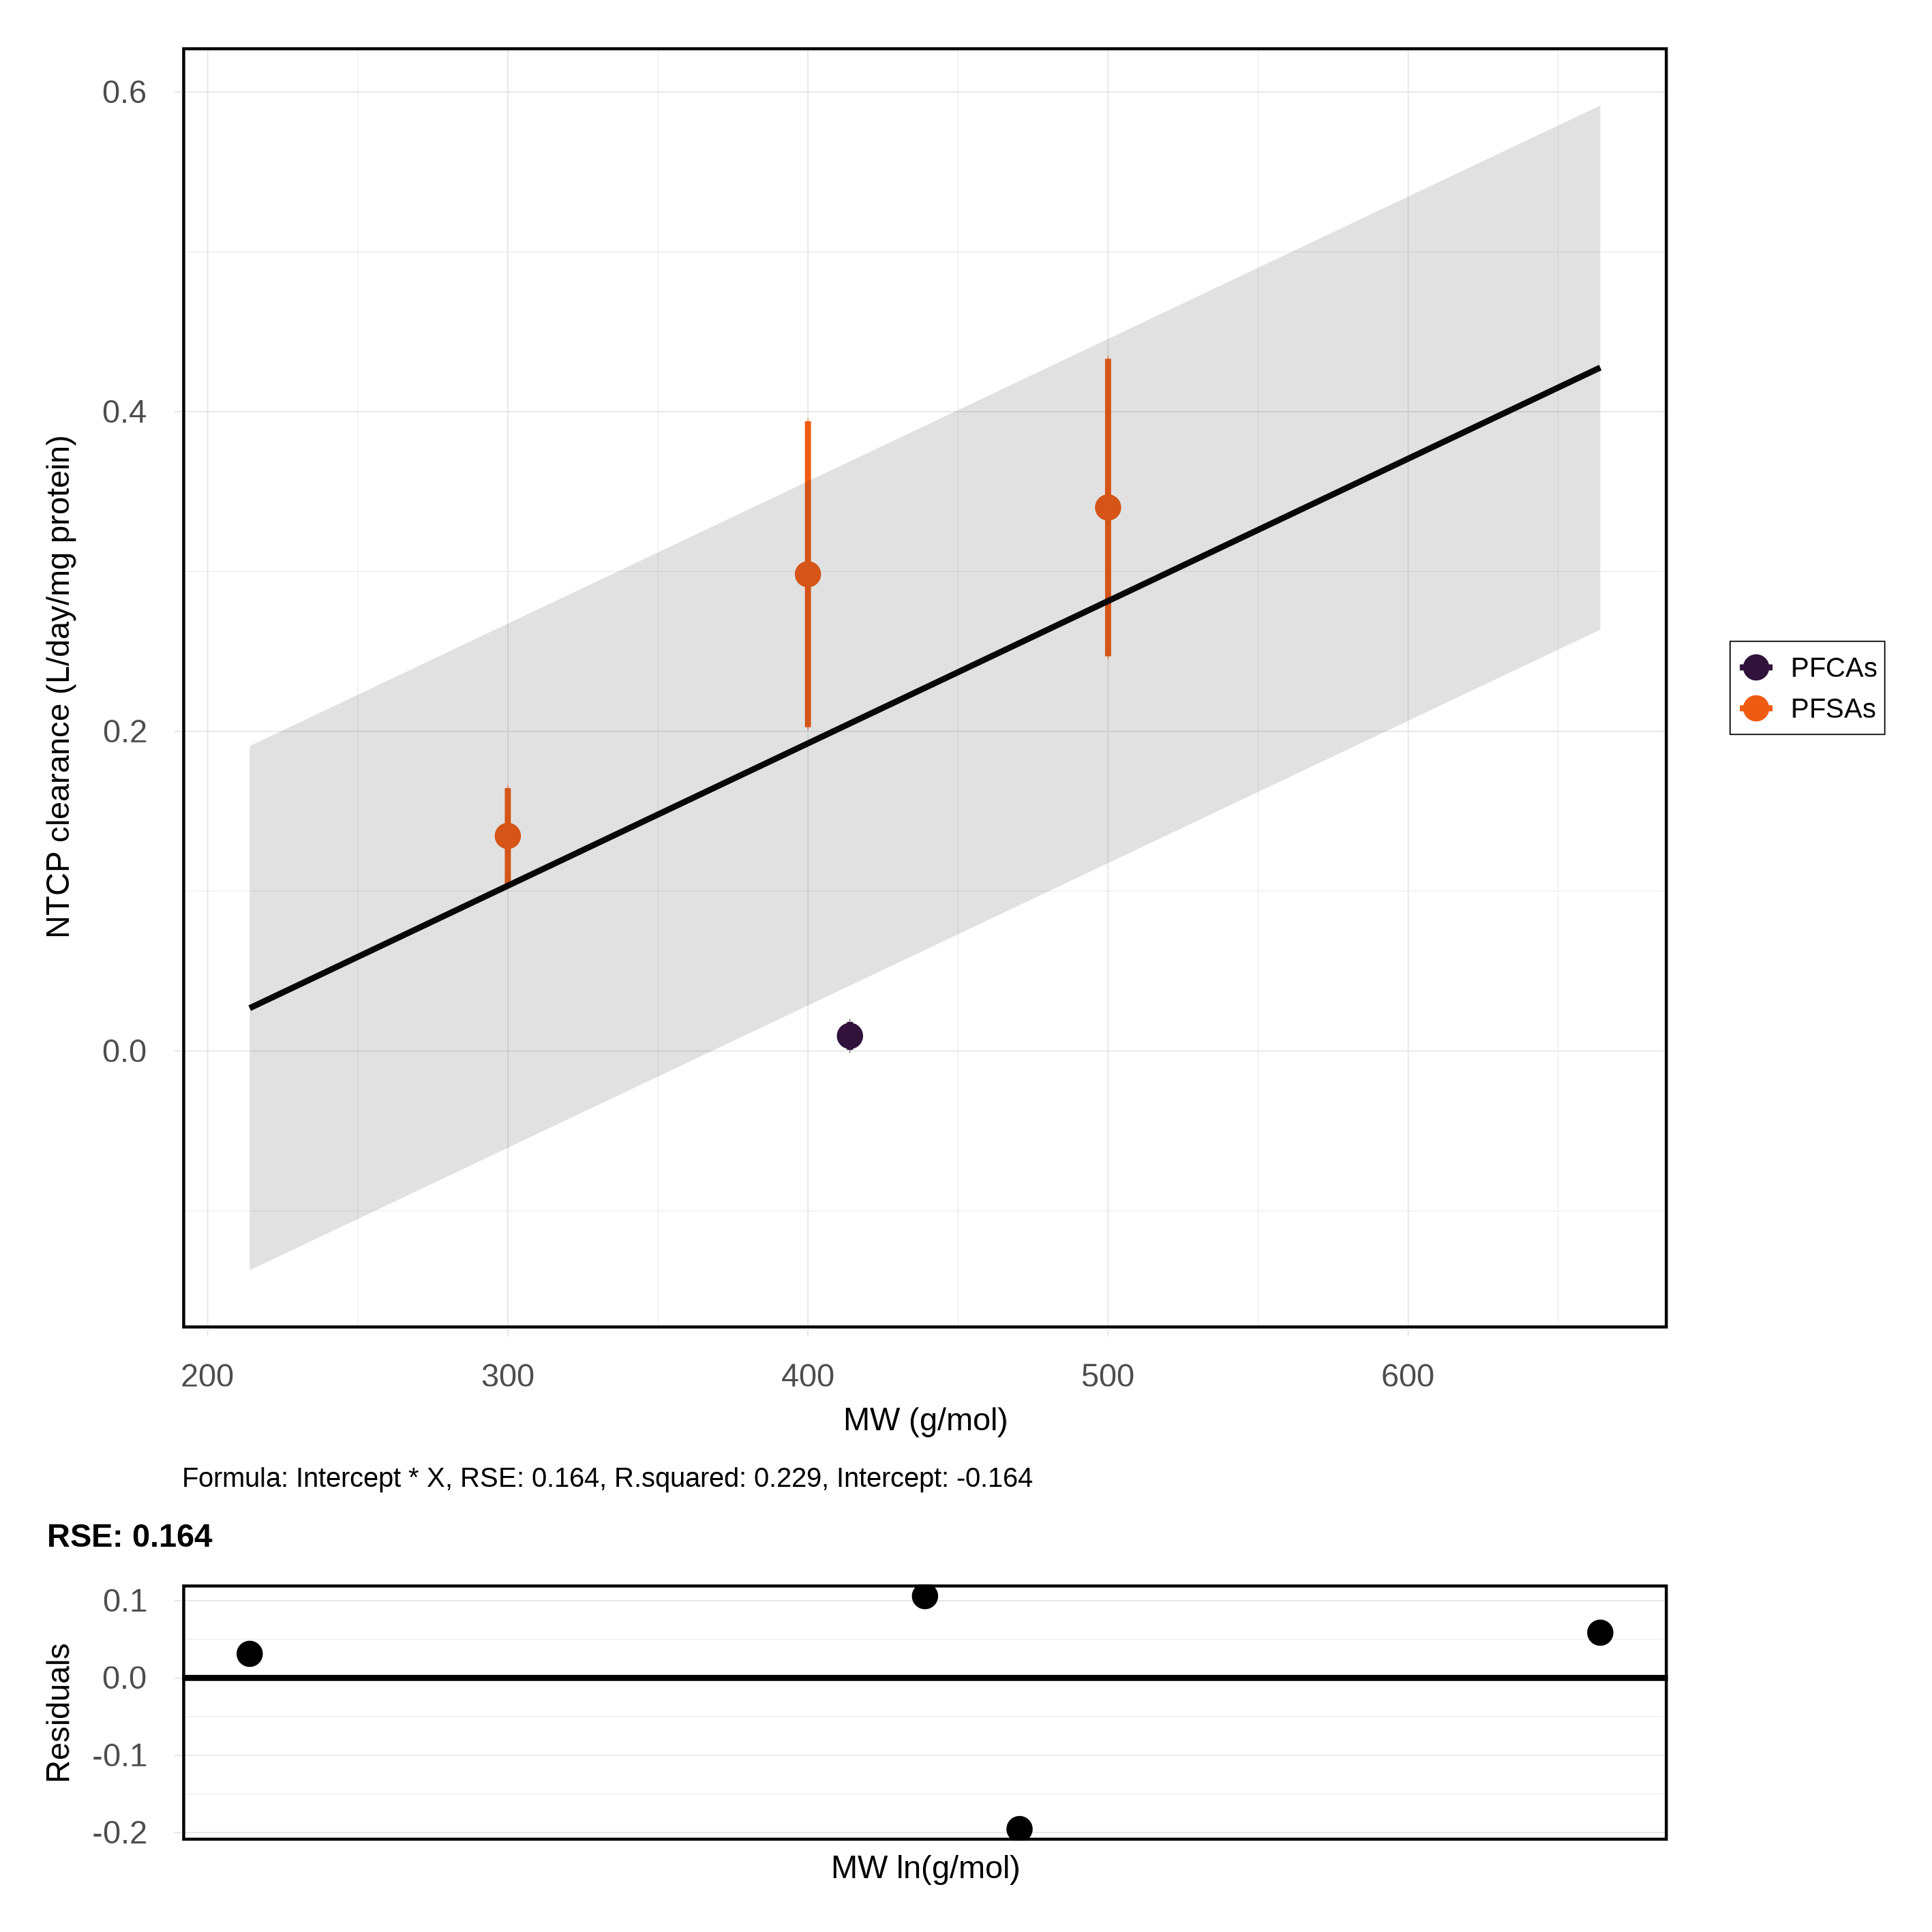 0.6
0.4
0.2
0.0
NTCP clearance (L/day/mg protein)
200 300 400 500 600
MW (g/mol)
PFCAs
PFSAs
Formula: Intercept * X, RSE: 0.164, R.squared: 0.229, Intercept: -0.164
RSE: 0.164
0.1
0.0
-0.1
-0.2
Residuals
MW ln(g/mol)